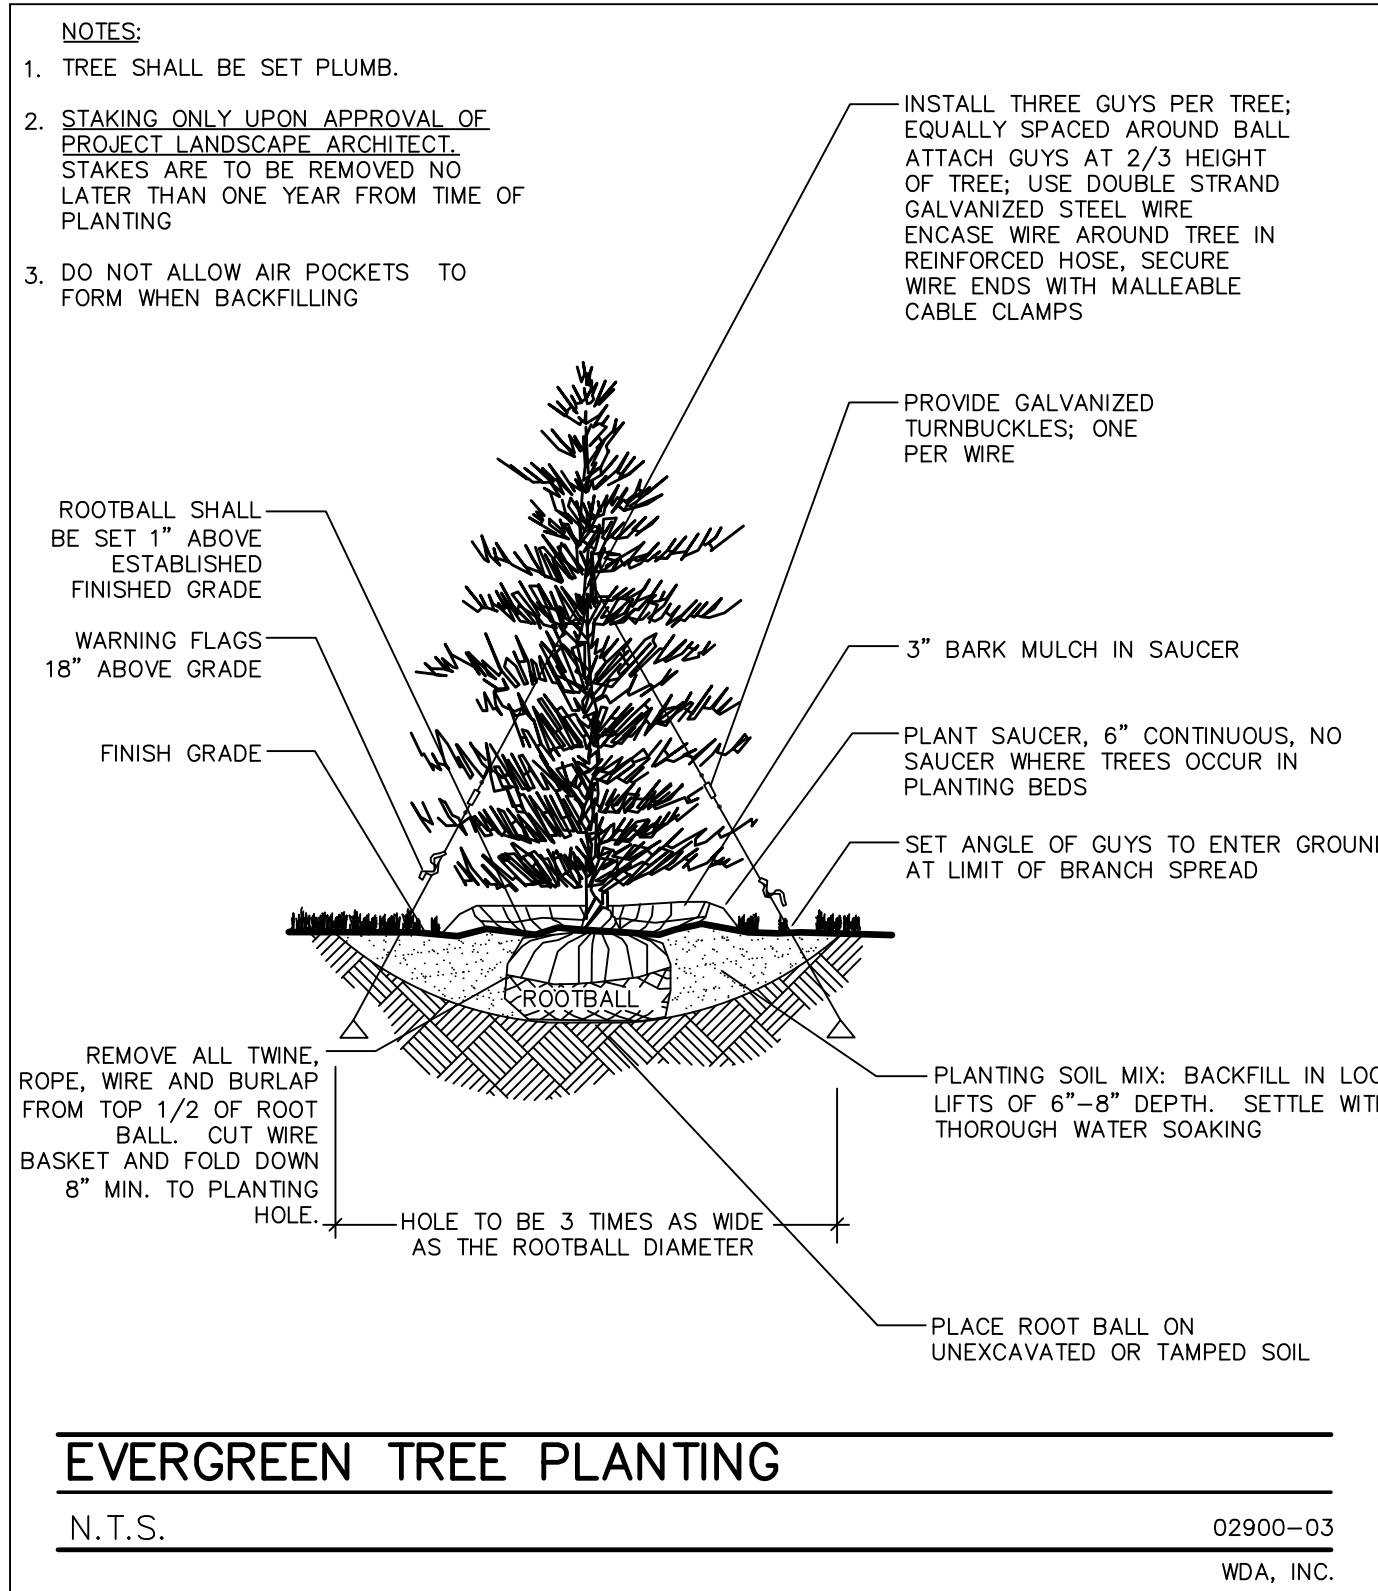 NOTES:
1. TREE SHALL BE SET PLUMB.
2. STAKING ONLY UPON APPROVAL OF
PROJECT LANDSCAPE ARCHITECT.
STAKES ARE TO BE REMOVED NO
LATER THAN ONE YEAR FROM TIME OF
PLANTING
3. DO NOT ALLOW AIR POCKETS TO
FORM WHEN BACKFILLING
INSTALL THREE GUYS PER TREE;
EQUALLY SPACED AROUND BALL
ATTACH GUYS AT 2/3 HEIGHT
OF TREE; USE DOUBLE STRAND
GALVANIZED STEEL WIRE
ENCASE WIRE AROUND TREE IN
REINFORCED HOSE, SECURE
WIRE ENDS WITH MALLEABLE
CABLE CLAMPS
PROVIDE GALVANIZED
TURNBUCKLES; ONE
PER WIRE
ROOTBALL SHALL
BE SET 1" ABOVE
ESTABLISHED
FINISHED GRADE
WARNING FLAGS
18" ABOVE GRADE
FINISH GRADE
3" BARK MULCH IN SAUCER
PLANT SAUCER, 6" CONTINUOUS, NO
SAUCER WHERE TREES OCCUR IN
PLANTING BEDS
SET ANGLE OF GUYS TO ENTER GROUN
AT LIMIT OF BRANCH SPREAD
ROOTBALL
REMOVE ALL TWINE,
ROPE, WIRE AND BURLAP
FROM TOP 1/2 OF ROOT
BALL. CUT WIRE
BASKET AND FOLD DOWN
8" MIN. TO PLANTING
HOLE.
PLANTING SOIL MIX: BACKFILL IN LOO
LIFTS OF 6"-8" DEPTH. SETTLE WIT
THOROUGH WATER SOAKING
HOLE TO BE 3 TIMES AS WIDE
AS THE ROOTBALL DIAMETER
PLACE ROOT BALL ON
UNEXCAVATED OR TAMPED SOIL
EVERGREEN TREE PLANTING
N.T.S.
02900-03
WDA, INC.